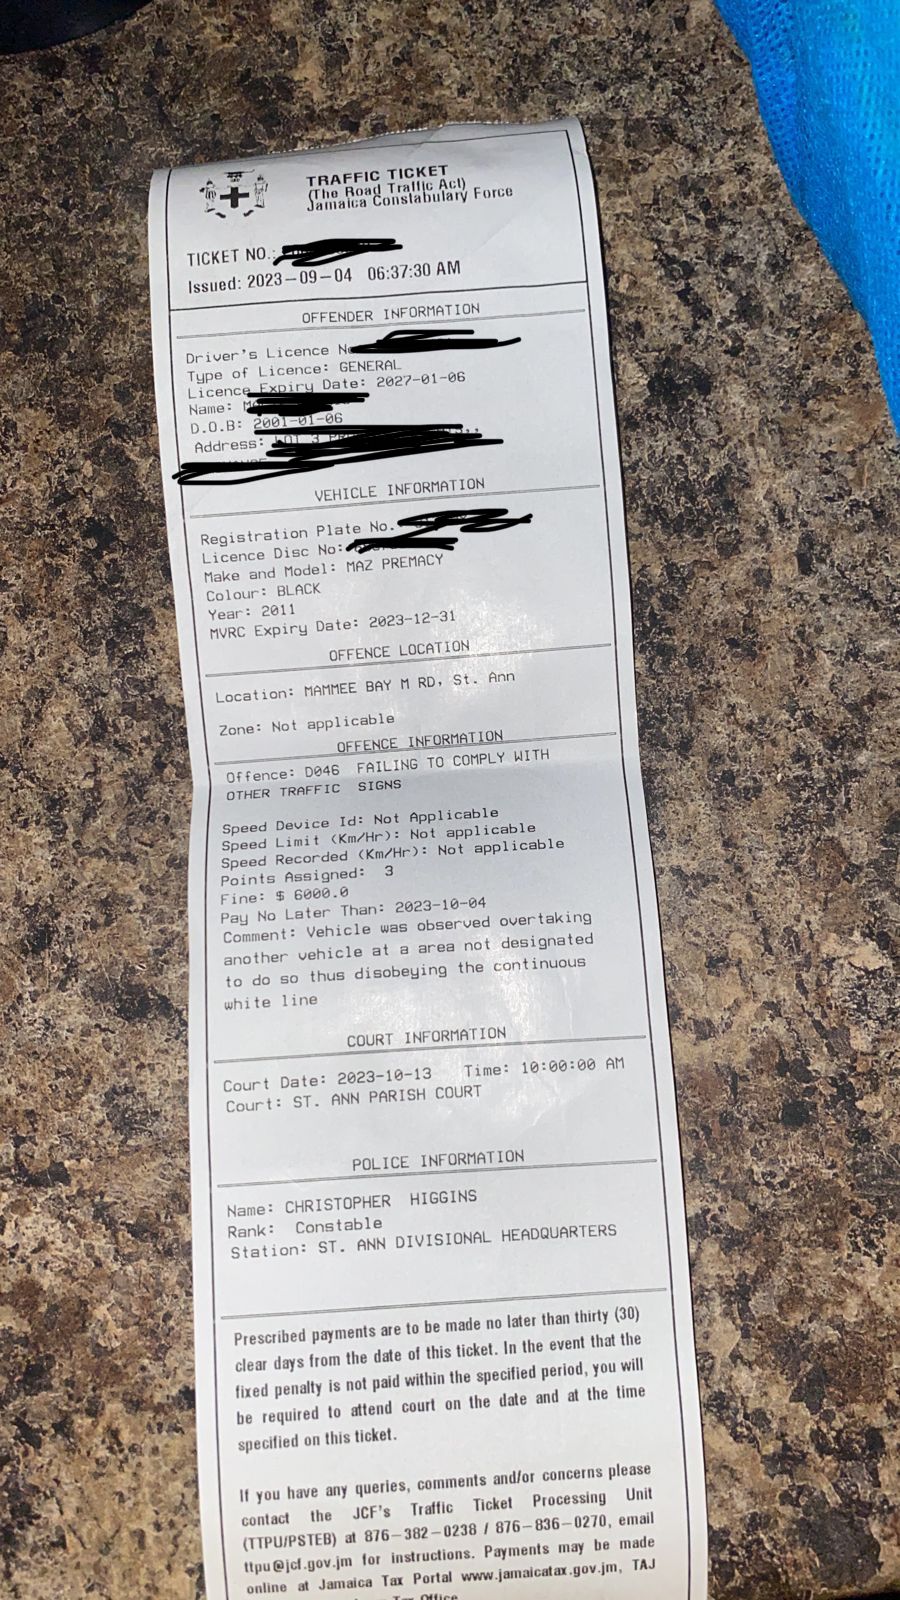 TRAFFIC TICKET
(The Road Traffic Act)
Jamaica Constabulary Force
TICKET NO.:
Issued: 2023-09-04 06:37:30 AM
OFFENDER INFORMATION
Driver's Licence No
Type of Licence: GENERAL
Licence Expiry Date: 2027-01-06
Name:
D.O.B: 2001-01-06
Address:
VEHICLE INFORMATION
Registration Plate No.
Licence Disc No:
Make and Model: MAZ PREMACY
Colour: BLACK
Year: 2011
MVRC Expiry Date: 2023-12-31
OFFENCE LOCATION
Location: MAMMEE BAY M RD, St. Ann
Zone: Not applicable
OFFENCE INFORMATION
Offence: D046 FAILING TO COMPLY WITH
OTHER TRAFFIC SIGNS
Speed Device Id: Not Applicable
Speed Limit (Km/Hr): Not applicable
Speed Recorded (Km/Hr): Not applicable
Points Assigned: 3
Fine: $ 6000.0
Pay No Later Than: 2023-10-04
Comment: Vehicle was observed overtaking
another vehicle at a area not designated
to do so thus disobeying the continuous
white line
COURT INFORMATION
Court Date: 2023-10-13 Time: 10:00:00 AM
Court: ST. ANN PARISH COURT
POLICE INFORMATION
Name: CHRISTOPHER HIGGINS
Rank: Constable
Station: ST. ANN DIVISIONAL HEADQUARTERS
Prescribed payments are to be made no later than thirty (30)
clear days from the date of this ticket. In the event that the
fixed penalty is not paid within the specified period, you will
be required to attend court on the date and at the time
specified on this ticket.
If you have any queries, comments and/or concerns please
contact the JCF's Traffic Ticket Processing Unit
(TTPU/PSTEB) at 876-382-0238 / 876-836-0270, email
ttpu@jcf.gov.jm for instructions. Payments may be made
online at Jamaica Tax Portal www.jamaicatax.gov.jm, TAJ
Tax Office